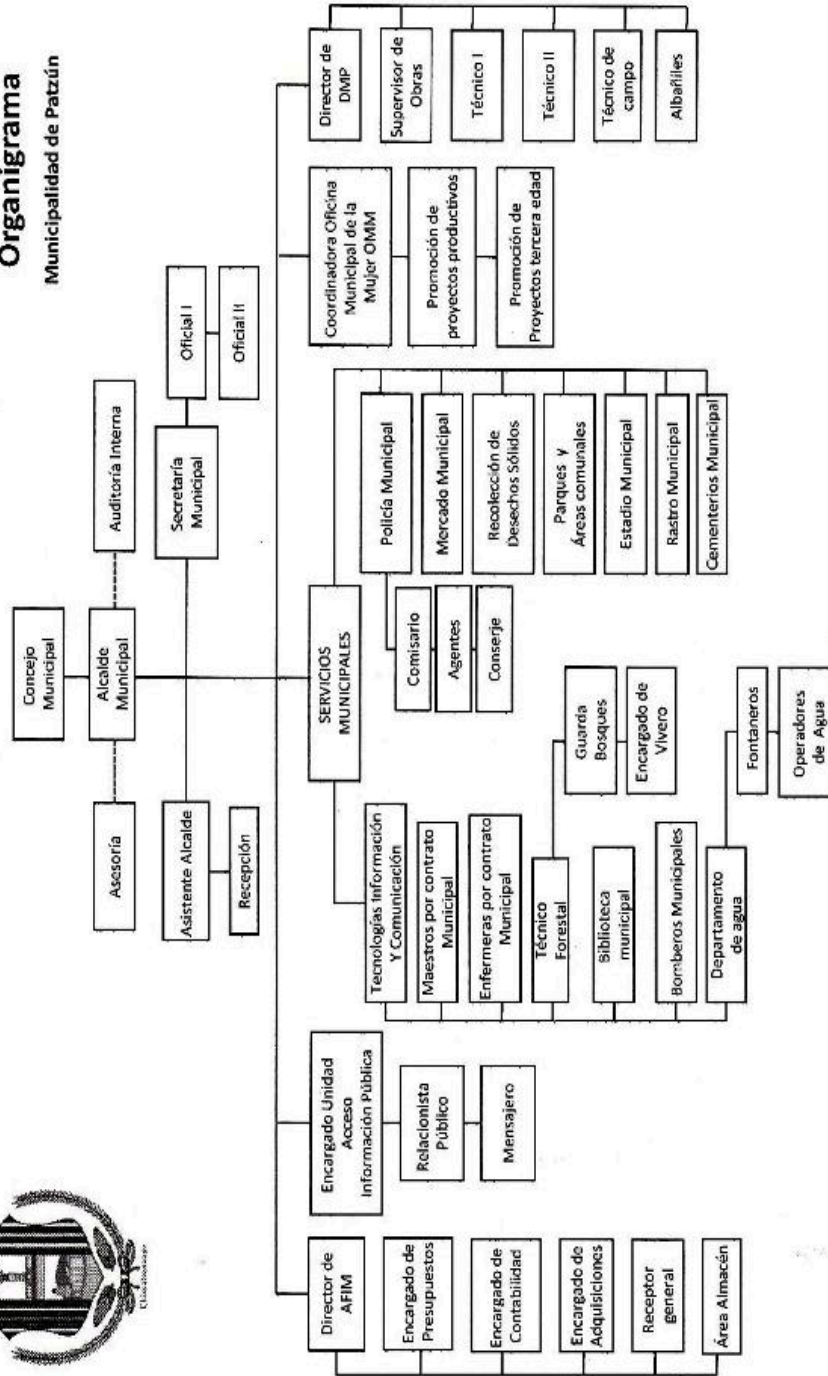 Organigrama
Municipalidad de Patzún
Concejo
Municipal
Asesoría
Alcalde
Municipal
Auditoría Interna
Asistente Alcalde
Recepción
Secretaría
Municipal
Oficial I
Oficial II
Director de
AFIM
Encargado de
Presupuestos
Encargado de
Contabilidad
Encargado de
Adquisiciones
Receptor
general
Área Almacén
Encargado Unidad
Acceso
Información Pública
Relacionista
Público
Mensajero
SERVICIOS
MUNICIPALES
Tecnologías Información
Y Comunicación
Maestros por contrato
Municipal
Enfermeras por contrato
Municipal
Técnico
Forestal
Guarda
Bosques
Encargado de
Vivero
Biblioteca
municipal
Bomberos Municipales
Departamento
de agua
Fontaneros
Operadores
de Agua
Policía Municipal
Comisario
Agentes
Conserje
Mercado Municipal
Recolección de
Desechos Sólidos
Parques y
Áreas comunales
Estadio Municipal
Rastro Municipal
Cementerios Municipal
Coordinadora Oficina
Municipal de la
Mujer OMM
Promoción de
proyectos productivos
Promoción de
Proyectos tercera edad
Director de
DMP
Supervisor de
Obras
Técnico I
Técnico II
Técnico de
campo
Albañiles